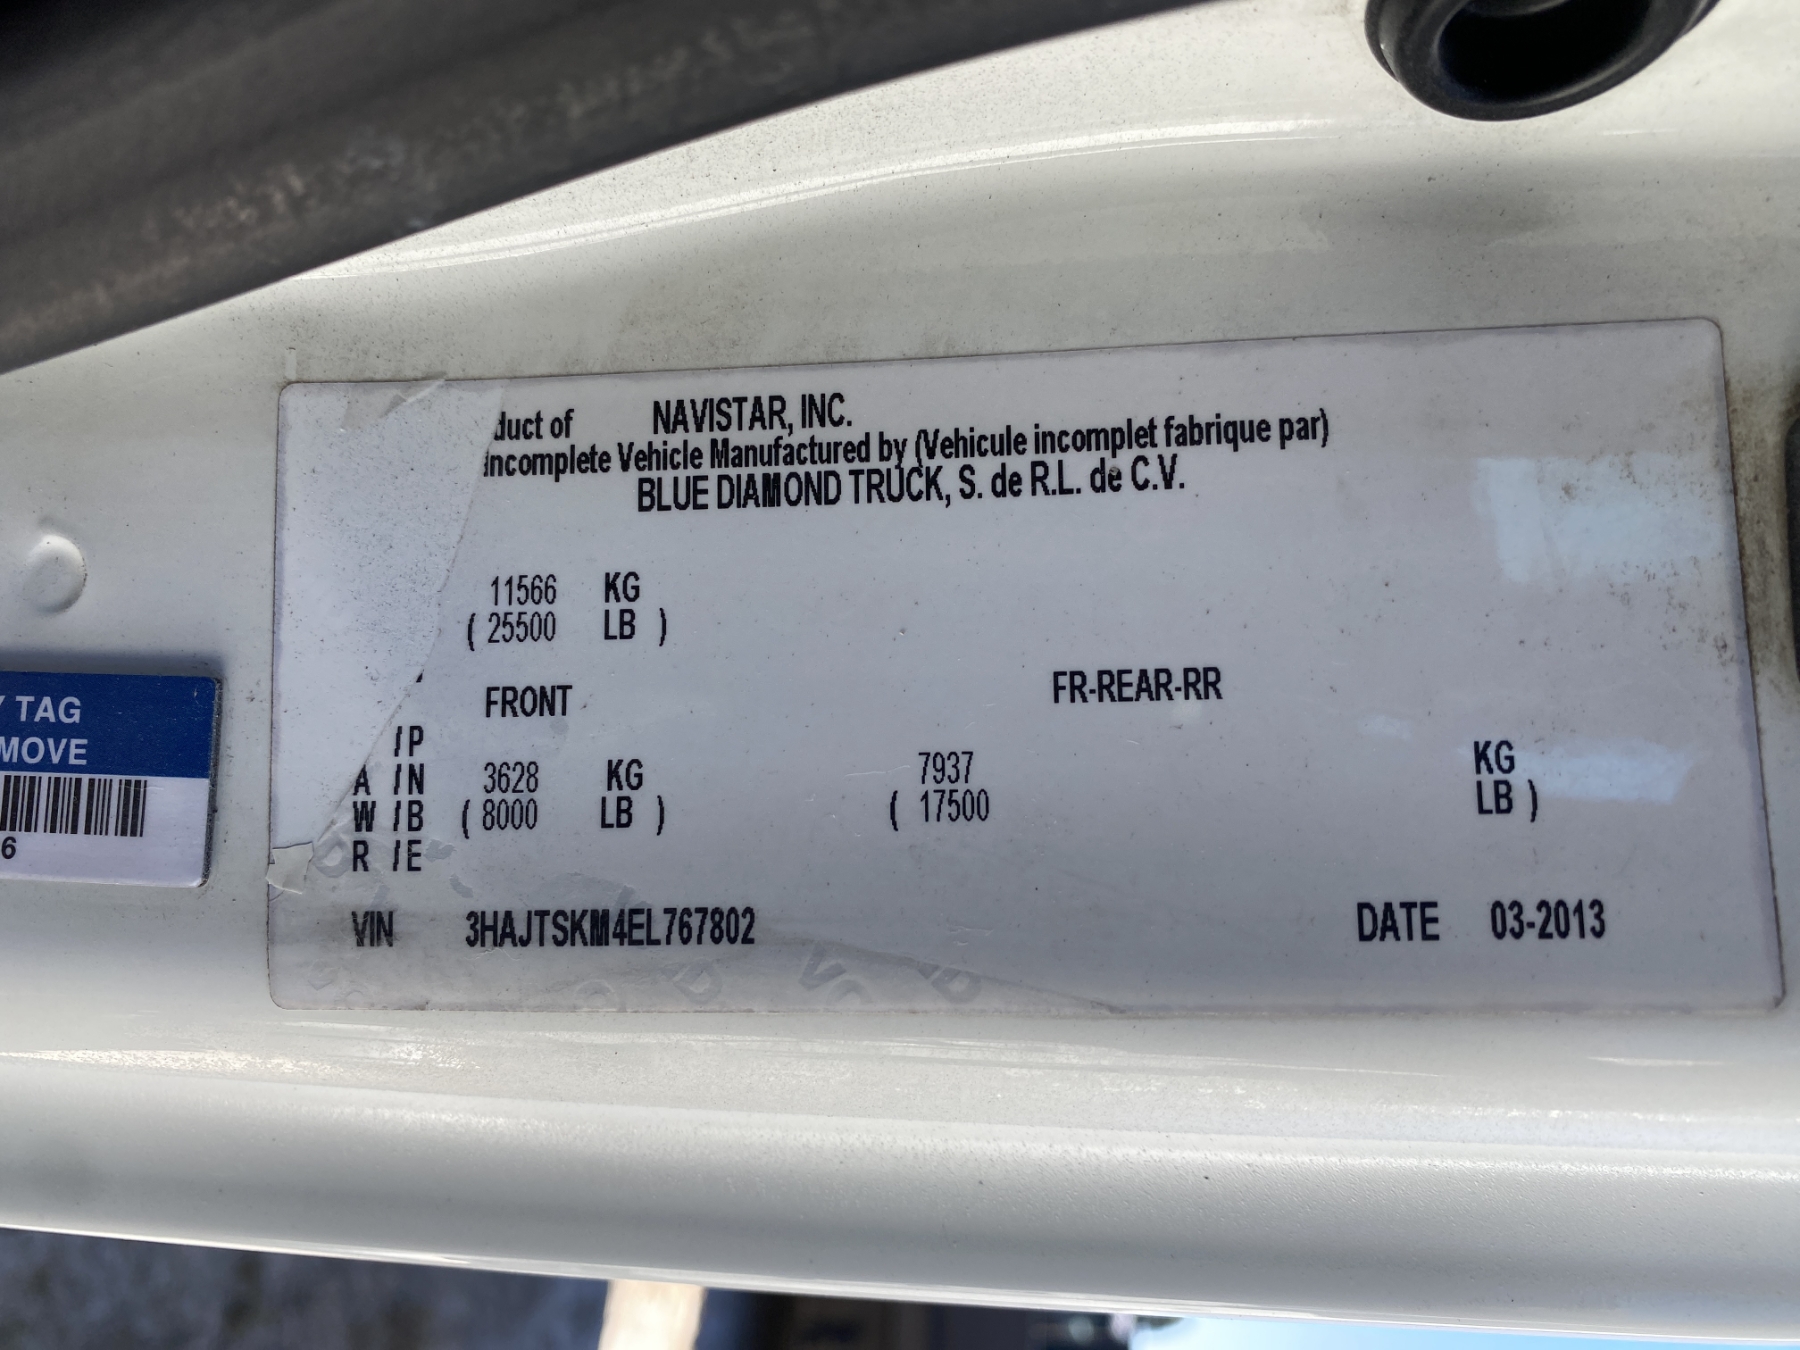 duct of NAVISTAR, INC.
Incomplete Vehicle Manufactured by (Vehicule incomplet fabrique par)
BLUE DIAMOND TRUCK, S. de R.L. de C.V.
11566 KG
( 25500 LB )
FRONT FR-REAR-RR
/P
A /N 3628 KG 7937 KG
W /B ( 8000 LB ) ( 17500 LB )
R /E
VIN 3HAJTSKM4EL767802 DATE 03-2013
Y TAG
MOVE
6